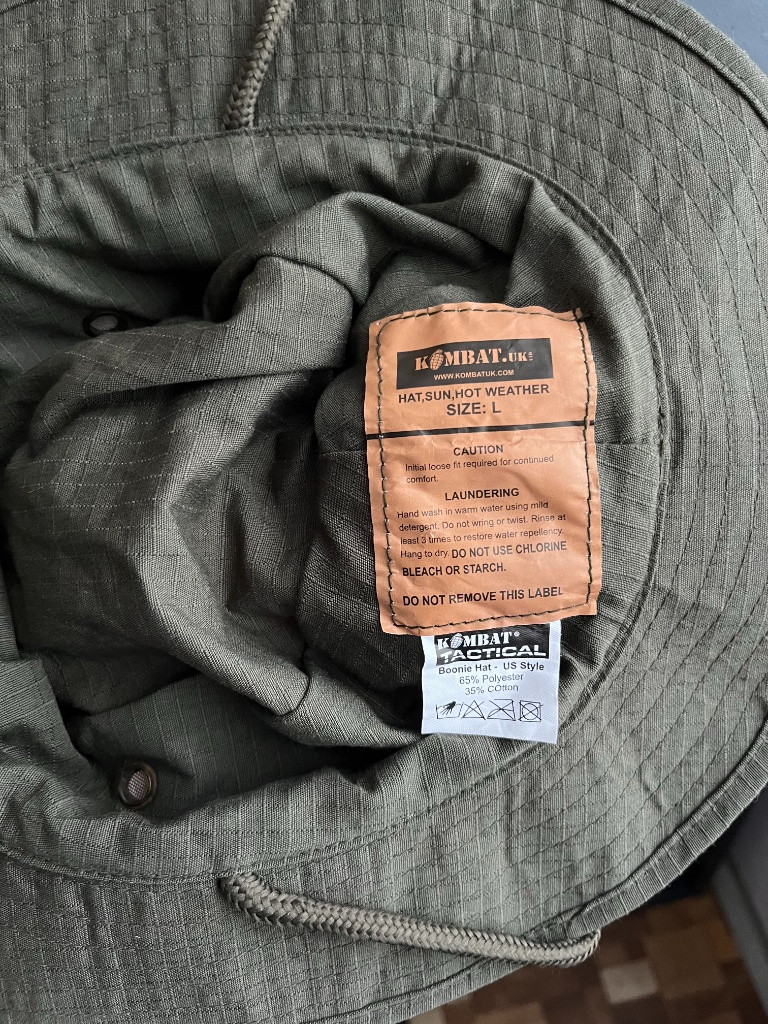 KOMBAT.UK
WWW.KOMBATUK.COM
HAT,SUN,HOT WEATHER
SIZE: L
CAUTION
Initial loose fit required for continued
comfort.
LAUNDERING
Hand wash in warm water using mild
detergent. Do not wring or twist. Rinse at
least 3 times to restore water repellency.
Hang to dry. DO NOT USE CHLORINE
BLEACH OR STARCH.
DO NOT REMOVE THIS LABEL
KOMBAT®
TACTICAL
Boonie Hat - US Style
65% Polyester
35% COtton